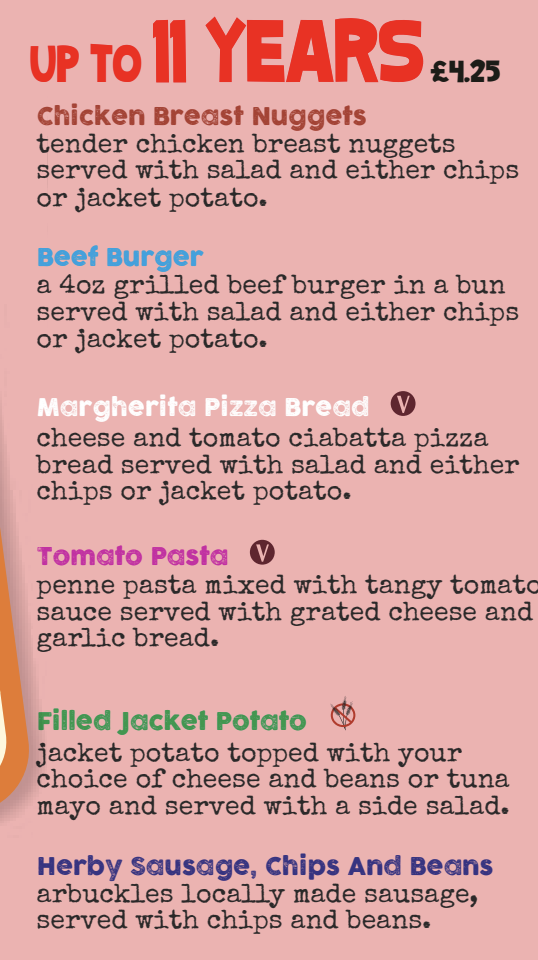 UP TO 11 YEARS £4.25
Chicken Breast Nuggets
tender chicken breast nuggets
served with salad and either chips
or jacket potato.
Beef Burger
a 4oz grilled beef burger in a bun
served with salad and either chips
or jacket potato.
Margherita Pizza Bread V
cheese and tomato ciabatta pizza
bread served with salad and either
chips or jacket potato.
Tomato Pasta V
penne pasta mixed with tangy tomato
sauce served with grated cheese and
garlic bread.
Filled Jacket Potato
jacket potato topped with your
choice of cheese and beans or tuna
mayo and served with a side salad.
Herby Sausage, Chips And Beans
arbuckles locally made sausage,
served with chips and beans.